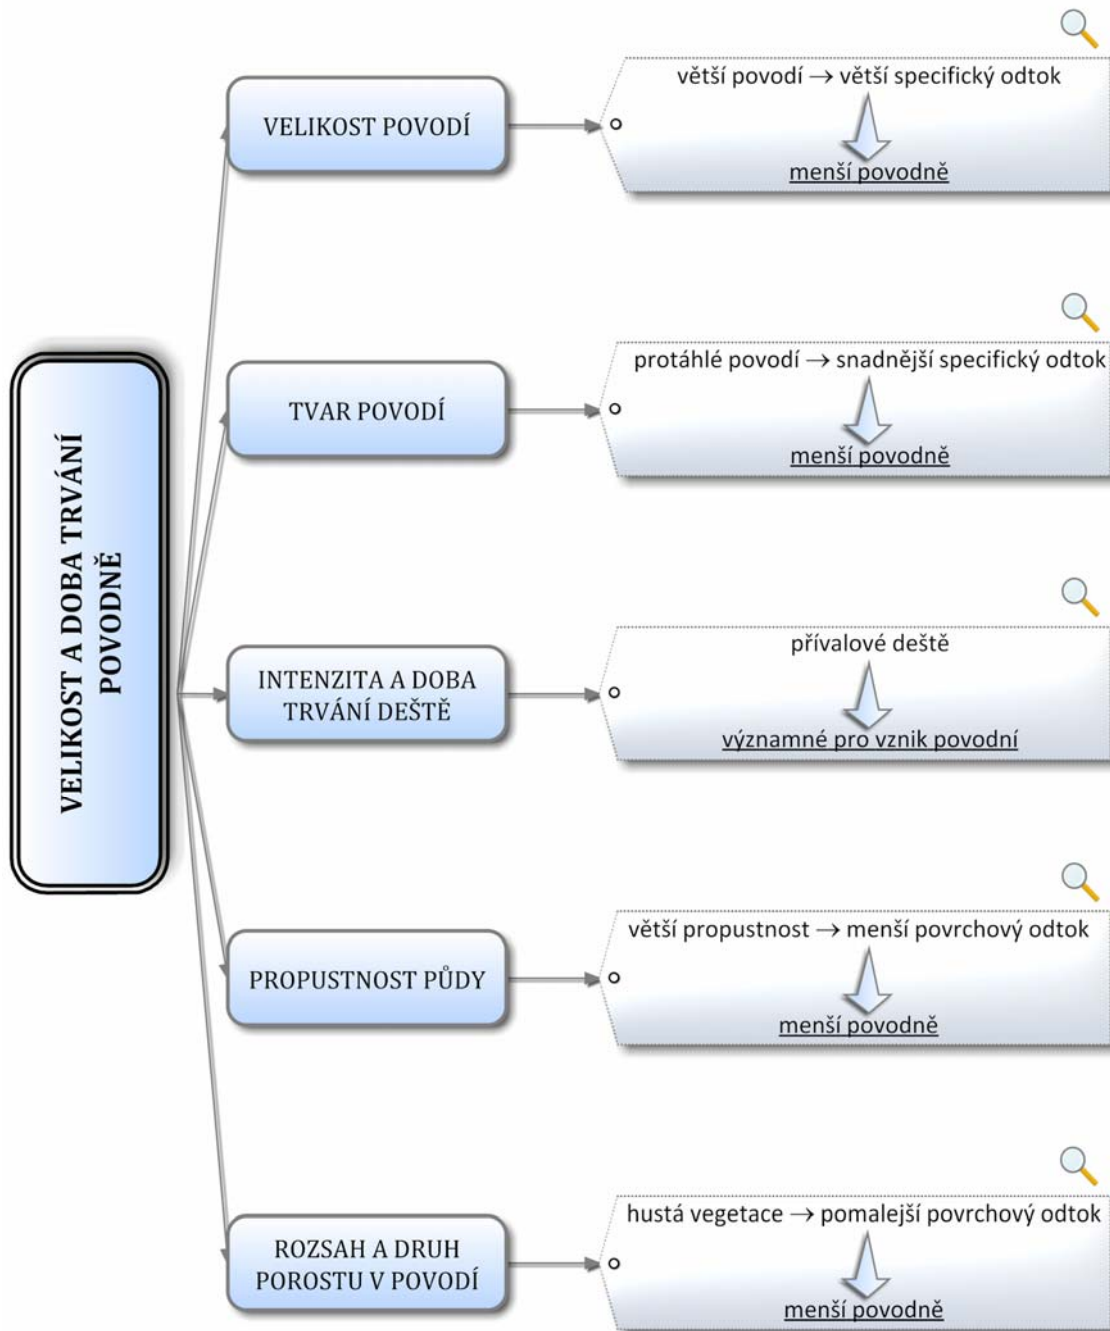 VELIKOST A DOBA TRVÁNÍ
POVODNĚ
VELIKOST POVODÍ
větší povodí → větší specifický odtok
menší povodně
TVAR POVODÍ
protáhlé povodí → snadnější specifický odtok
menší povodně
INTENZITA A DOBA
TRVÁNÍ DEŠTĚ
přívalové deště
významné pro vznik povodní
PROPUSTNOST PŮDY
větší propustnost → menší povrchový odtok
menší povodně
ROZSAH A DRUH
POROSTU V POVODÍ
hustá vegetace → pomalejší povrchový odtok
menší povodně